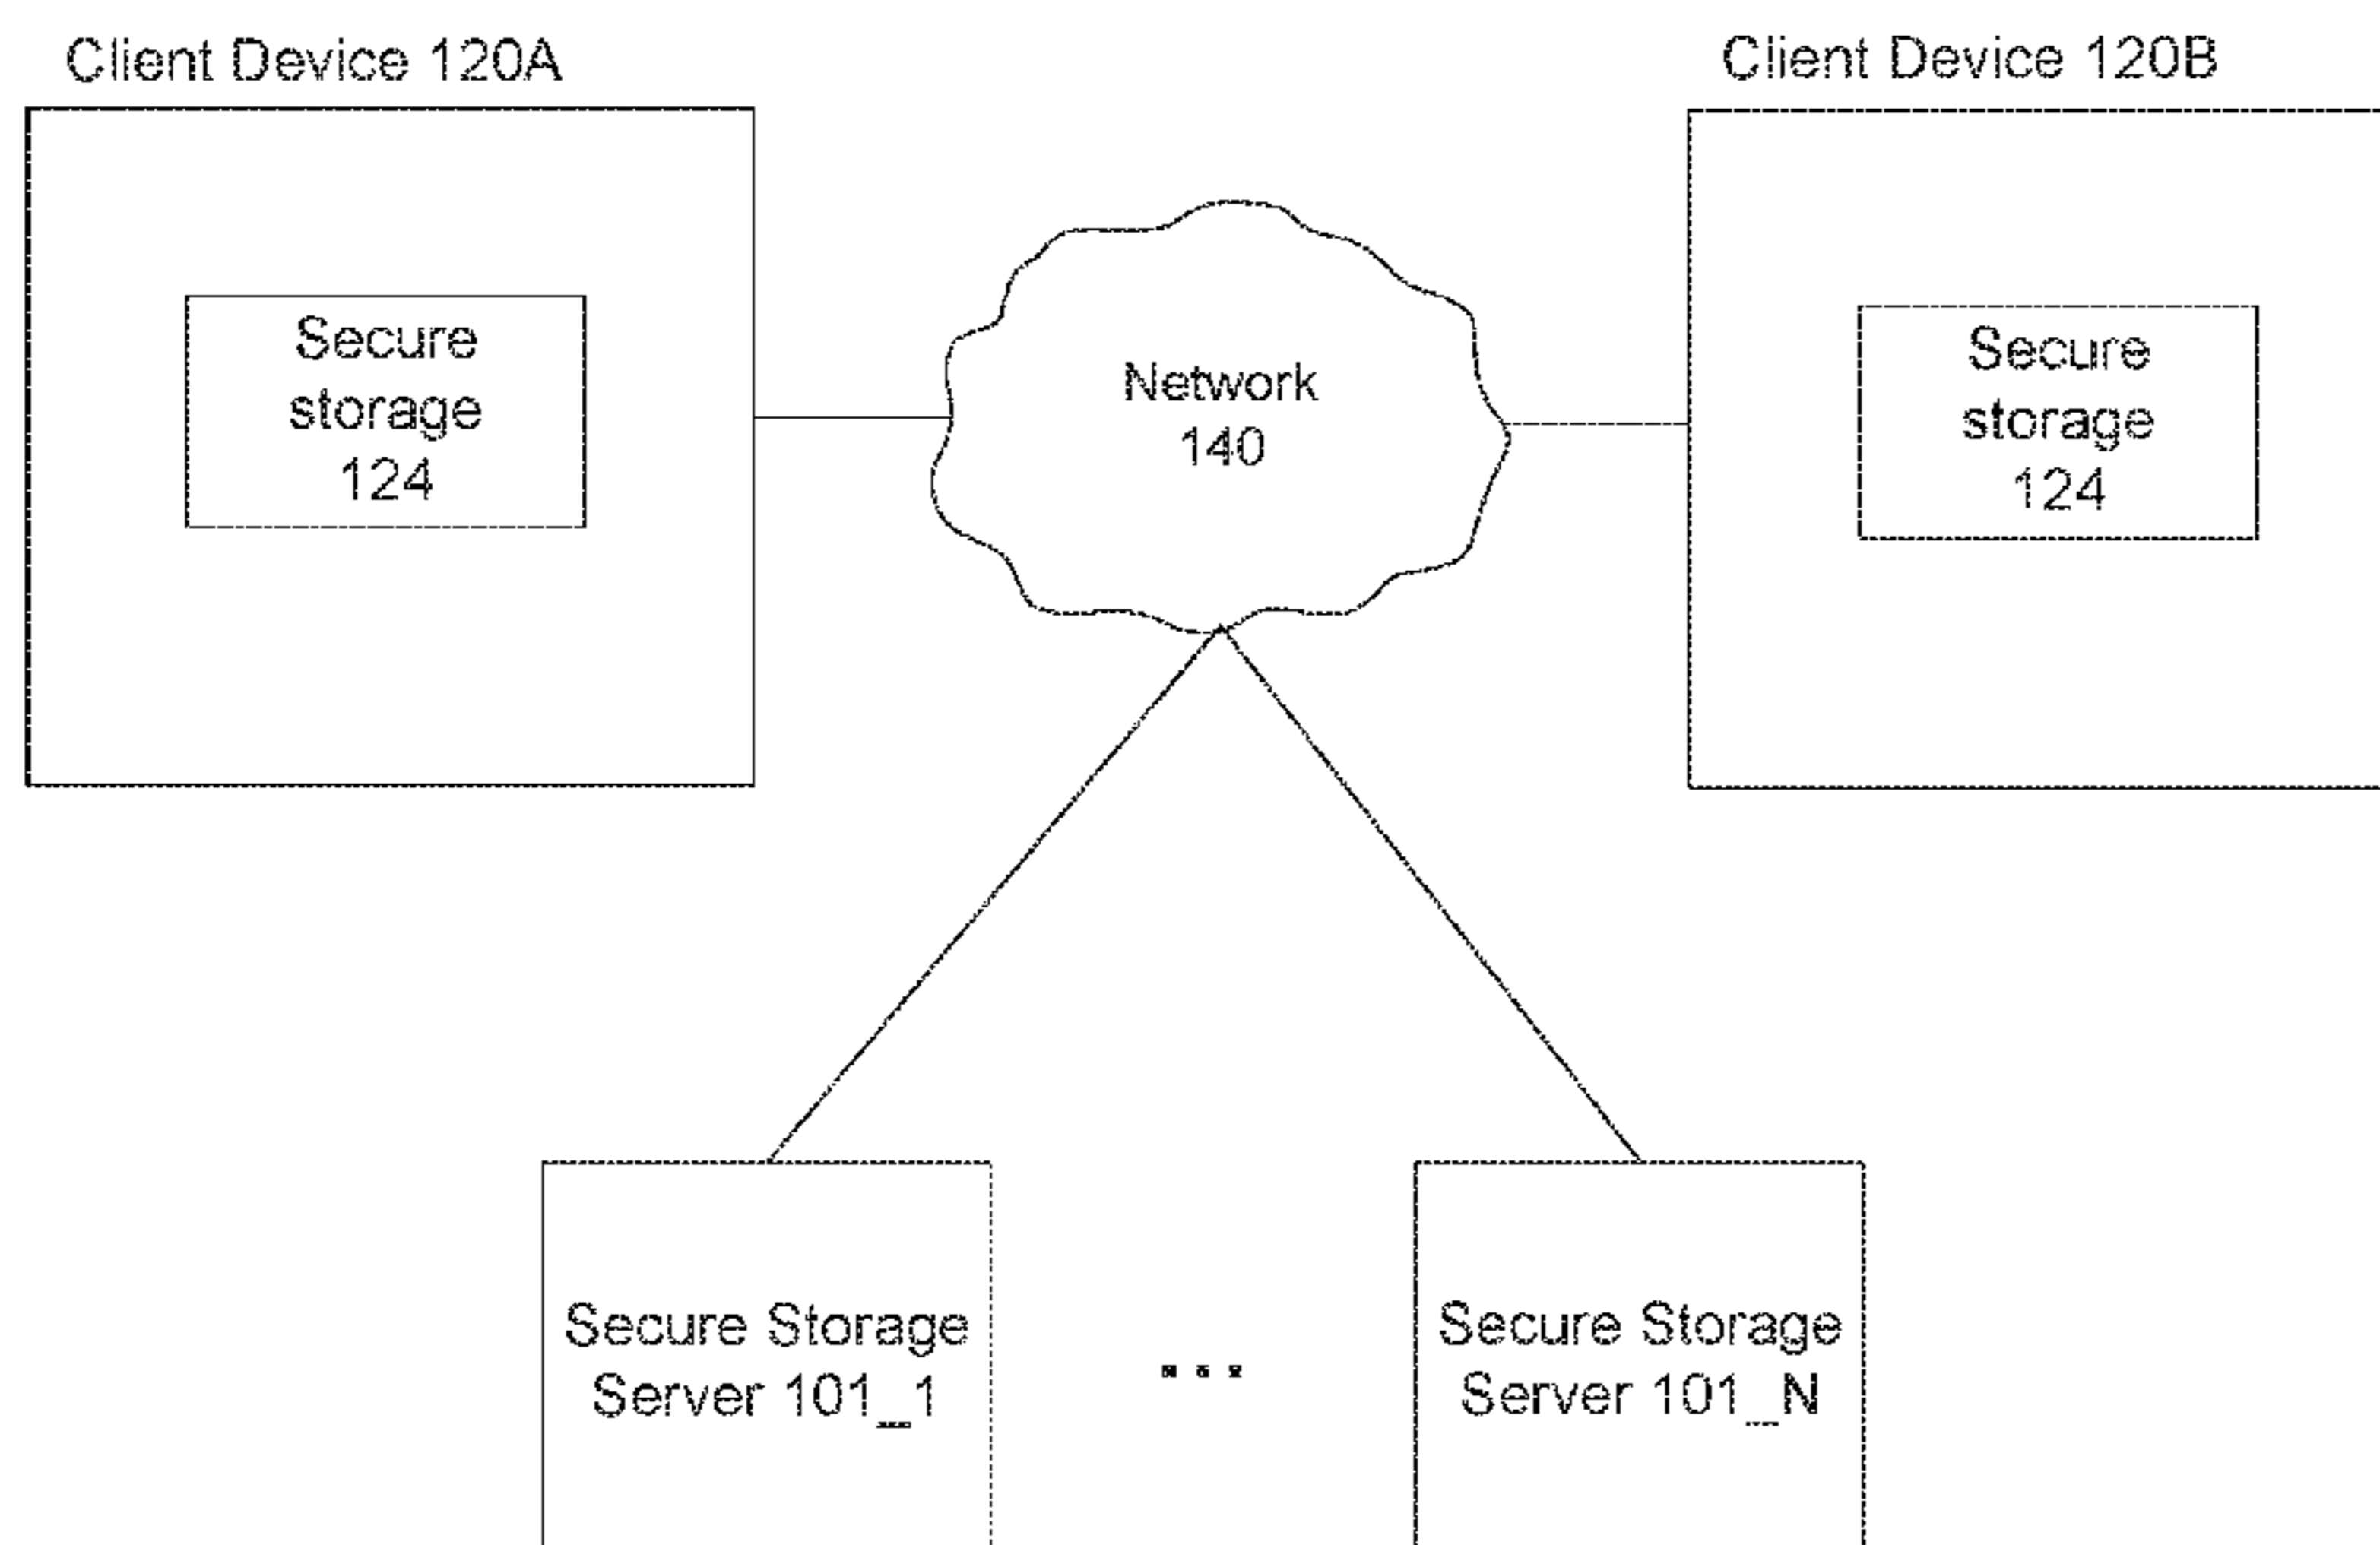 Client Device 120A
Client Device 120B
Secure
storage
124
Network
140
Secure
storage
124
Secure Storage
Server 101_1
...
Secure Storage
Server 101_N